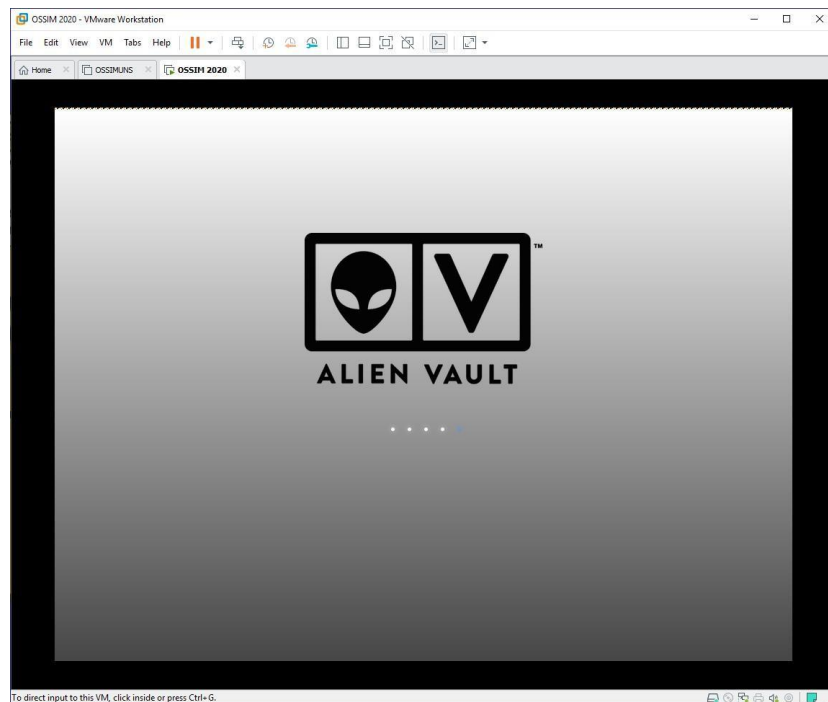 OSSIM 2020 - VMware Workstation
File Edit View VM Tabs Help
Home OSSIMUNS OSSIM 2020
V TM
ALIEN VAULT
To direct input to this VM, click inside or press Ctrl+G.